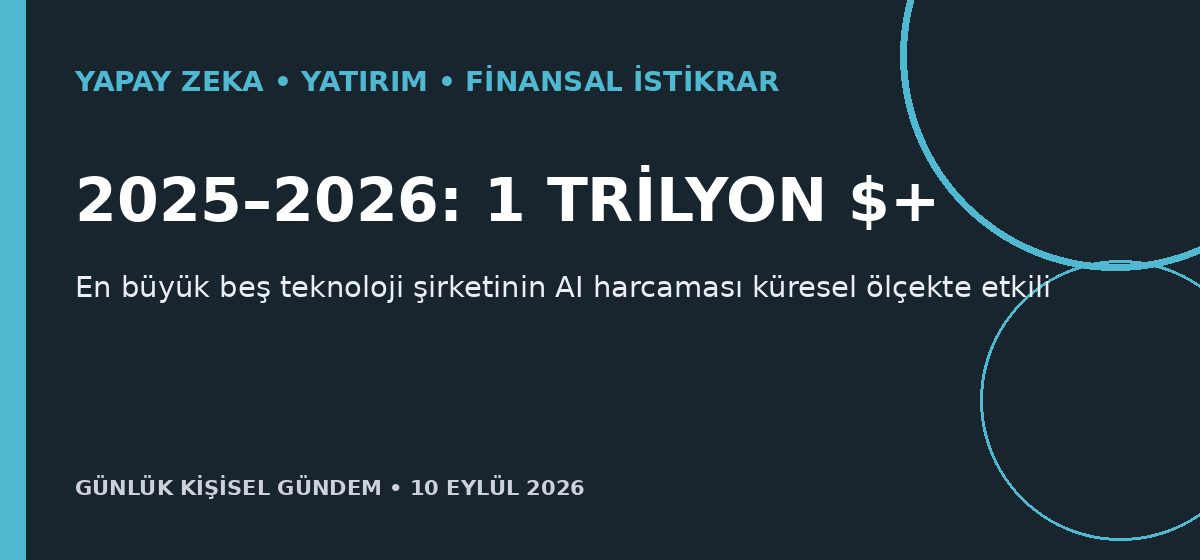 YAPAY ZEKA • YATIRIM • FİNANSAL İSTİKRAR
2025–2026: 1 TRİLYON $+
En büyük beş teknoloji şirketinin AI harcaması küresel ölçekte etkili
GÜNLÜK KİŞİSEL GÜNDEM • 10 EYLÜL 2026